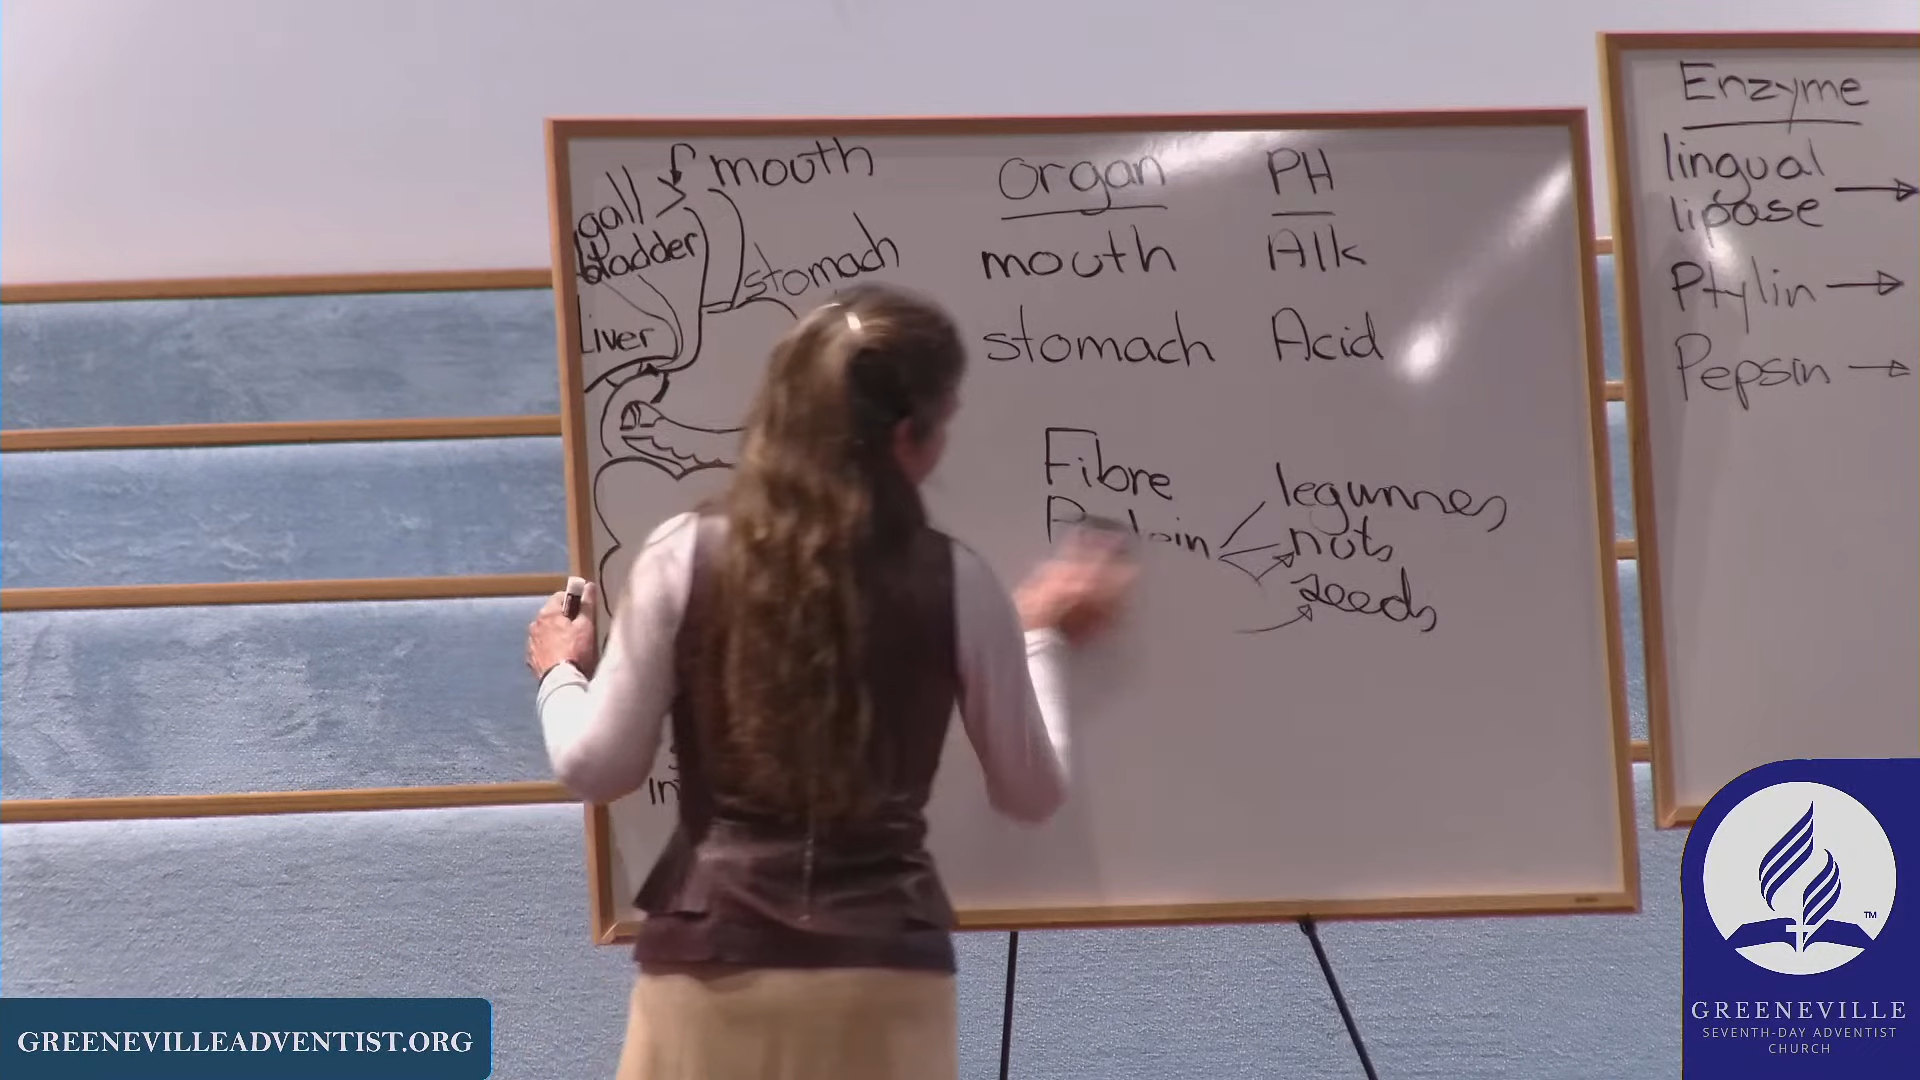 mouth
gall
bladder
stomach
Liver
Organ PH
mouth Alk
stomach Acid
Fibre
legumnes
nuts
seeds
Enzyme
lingual
lipase
Ptylin
Pepsin
GREENEVILLEADVENTIST.ORG
GREENEVILLE
SEVENTH-DAY ADVENTIST
CHURCH
TM